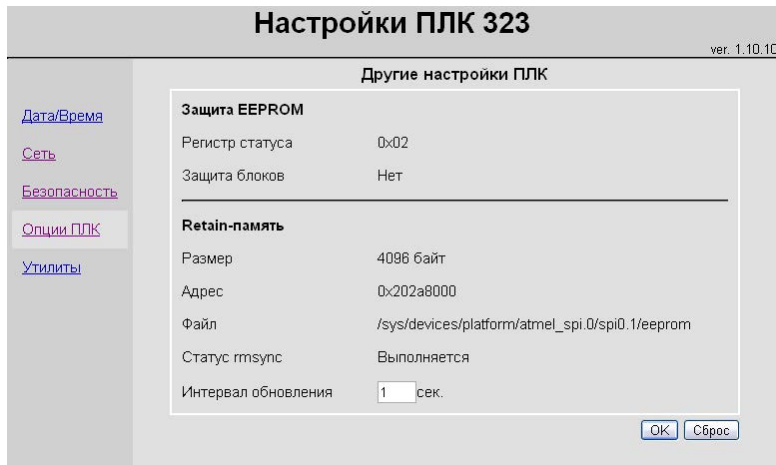 Настройки ПЛК 323
ver. 1.10.10
Дата/Время
Сеть
Безопасность
Опции ПЛК
Утилиты
Другие настройки ПЛК
Защита EEPROM
Регистр статуса 0x02
Защита блоков Нет
Retain-память
Размер 4096 байт
Адрес 0x202a8000
Файл /sys/devices/platform/atmel_spi.0/spi0.1/eeprom
Статус rmsync Выполняется
Интервал обновления 1 сек.
OK Сброс